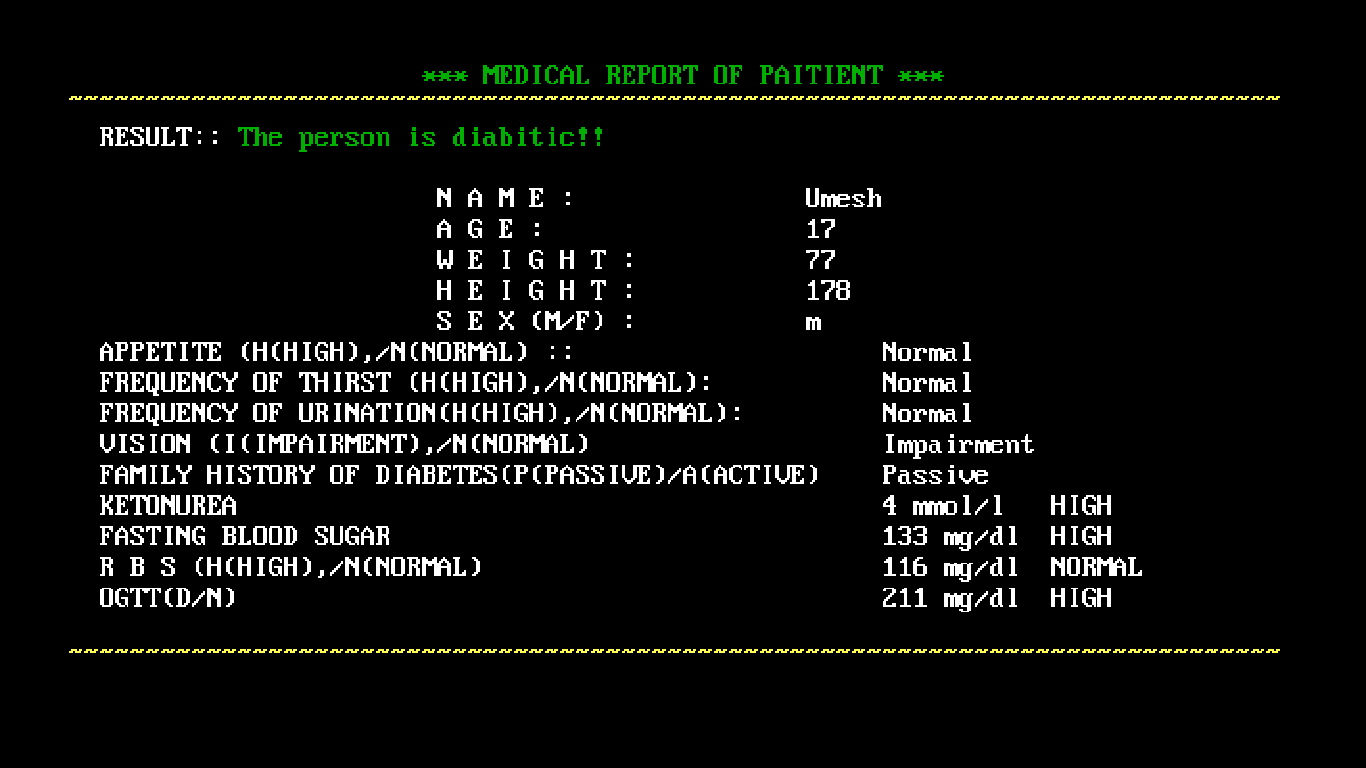 *** MEDICAL REPORT OF PAITIENT ***
~~~~~~~~~~~~~~~~~~~~~~~~~~~~~~~~~~~~~~~~~~~~~~~~~~~~~~~~~~~~~~~~~~~~~~~~~~~~~~~
RESULT:: The person is diabitic!!
N A M E : Umesh
A G E : 17
W E I G H T : 77
H E I G H T : 178
S E X (M/F) : m
APPETITE (H(HIGH),/N(NORMAL) :: Normal
FREQUENCY OF THIRST (H(HIGH),/N(NORMAL): Normal
FREQUENCY OF URINATION(H(HIGH),/N(NORMAL): Normal
VISION (I(IMPAIRMENT),/N(NORMAL) Impairment
FAMILY HISTORY OF DIABETES(P(PASSIVE)/A(ACTIVE) Passive
KETONUREA 4 mmol/l HIGH
FASTING BLOOD SUGAR 133 mg/dl HIGH
R B S (H(HIGH),/N(NORMAL) 116 mg/dl NORMAL
OGTT(D/N) 211 mg/dl HIGH
~~~~~~~~~~~~~~~~~~~~~~~~~~~~~~~~~~~~~~~~~~~~~~~~~~~~~~~~~~~~~~~~~~~~~~~~~~~~~~~